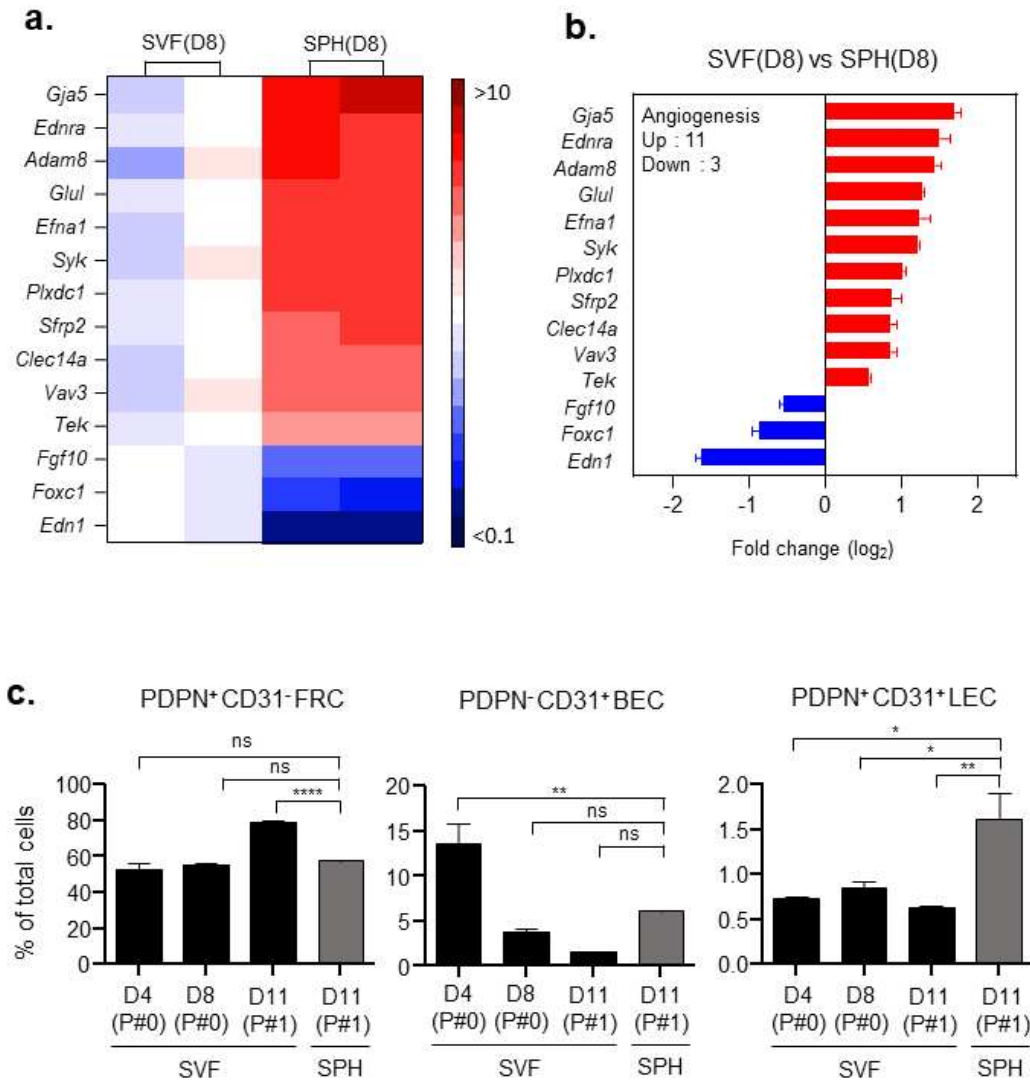 a.
SVF(D8) SPH(D8)
Gja5
Ednra
Adam8
Glul
Efna1
Syk
Plxdc1
Sfrp2
Clec14a
Vav3
Tek
Fgf10
Foxc1
Edn1
>10
<0.1
b.
SVF(D8) vs SPH(D8)
Angiogenesis
Up : 11
Down : 3
Gja5
Ednra
Adam8
Glul
Efna1
Syk
Plxdc1
Sfrp2
Clec14a
Vav3
Tek
Fgf10
Foxc1
Edn1
-2 -1 0 1 2
Fold change (log₂)
c.
PDPN⁺CD31⁻FRC
ns
ns
****
% of total cells
100
80
60
40
20
0
D4 D8 D11 D11
(P#0) (P#0) (P#1) (P#1)
SVF SPH
PDPN⁻CD31⁺BEC
**
ns
ns
20
15
10
5
0
D4 D8 D11 D11
(P#0) (P#0) (P#1) (P#1)
SVF SPH
PDPN⁺CD31⁺LEC
*
*
**
2.0
1.5
1.0
0.5
0.0
D4 D8 D11 D11
(P#0) (P#0) (P#1) (P#1)
SVF SPH